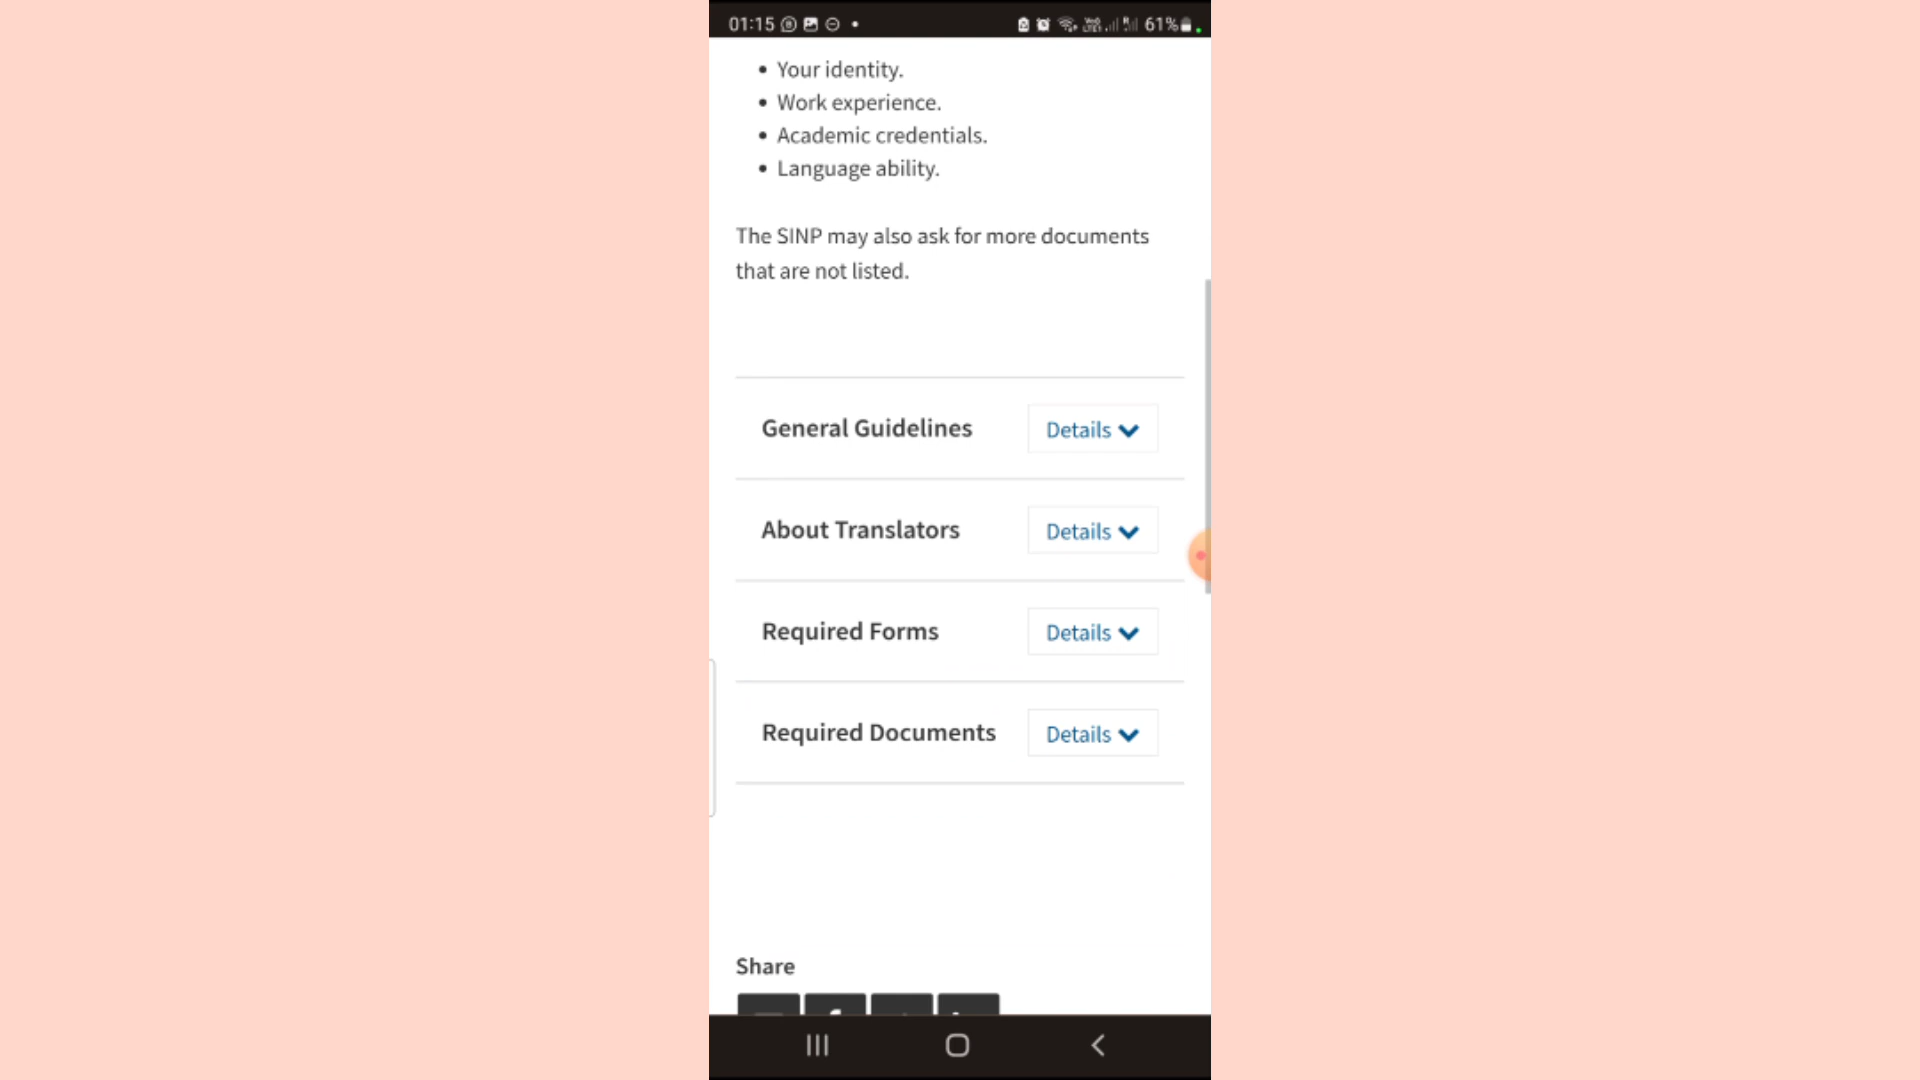 01:15 61%
• Your identity.
• Work experience.
• Academic credentials.
• Language ability.
The SINP may also ask for more documents
that are not listed.
General Guidelines Details
About Translators Details
Required Forms Details
Required Documents Details
Share